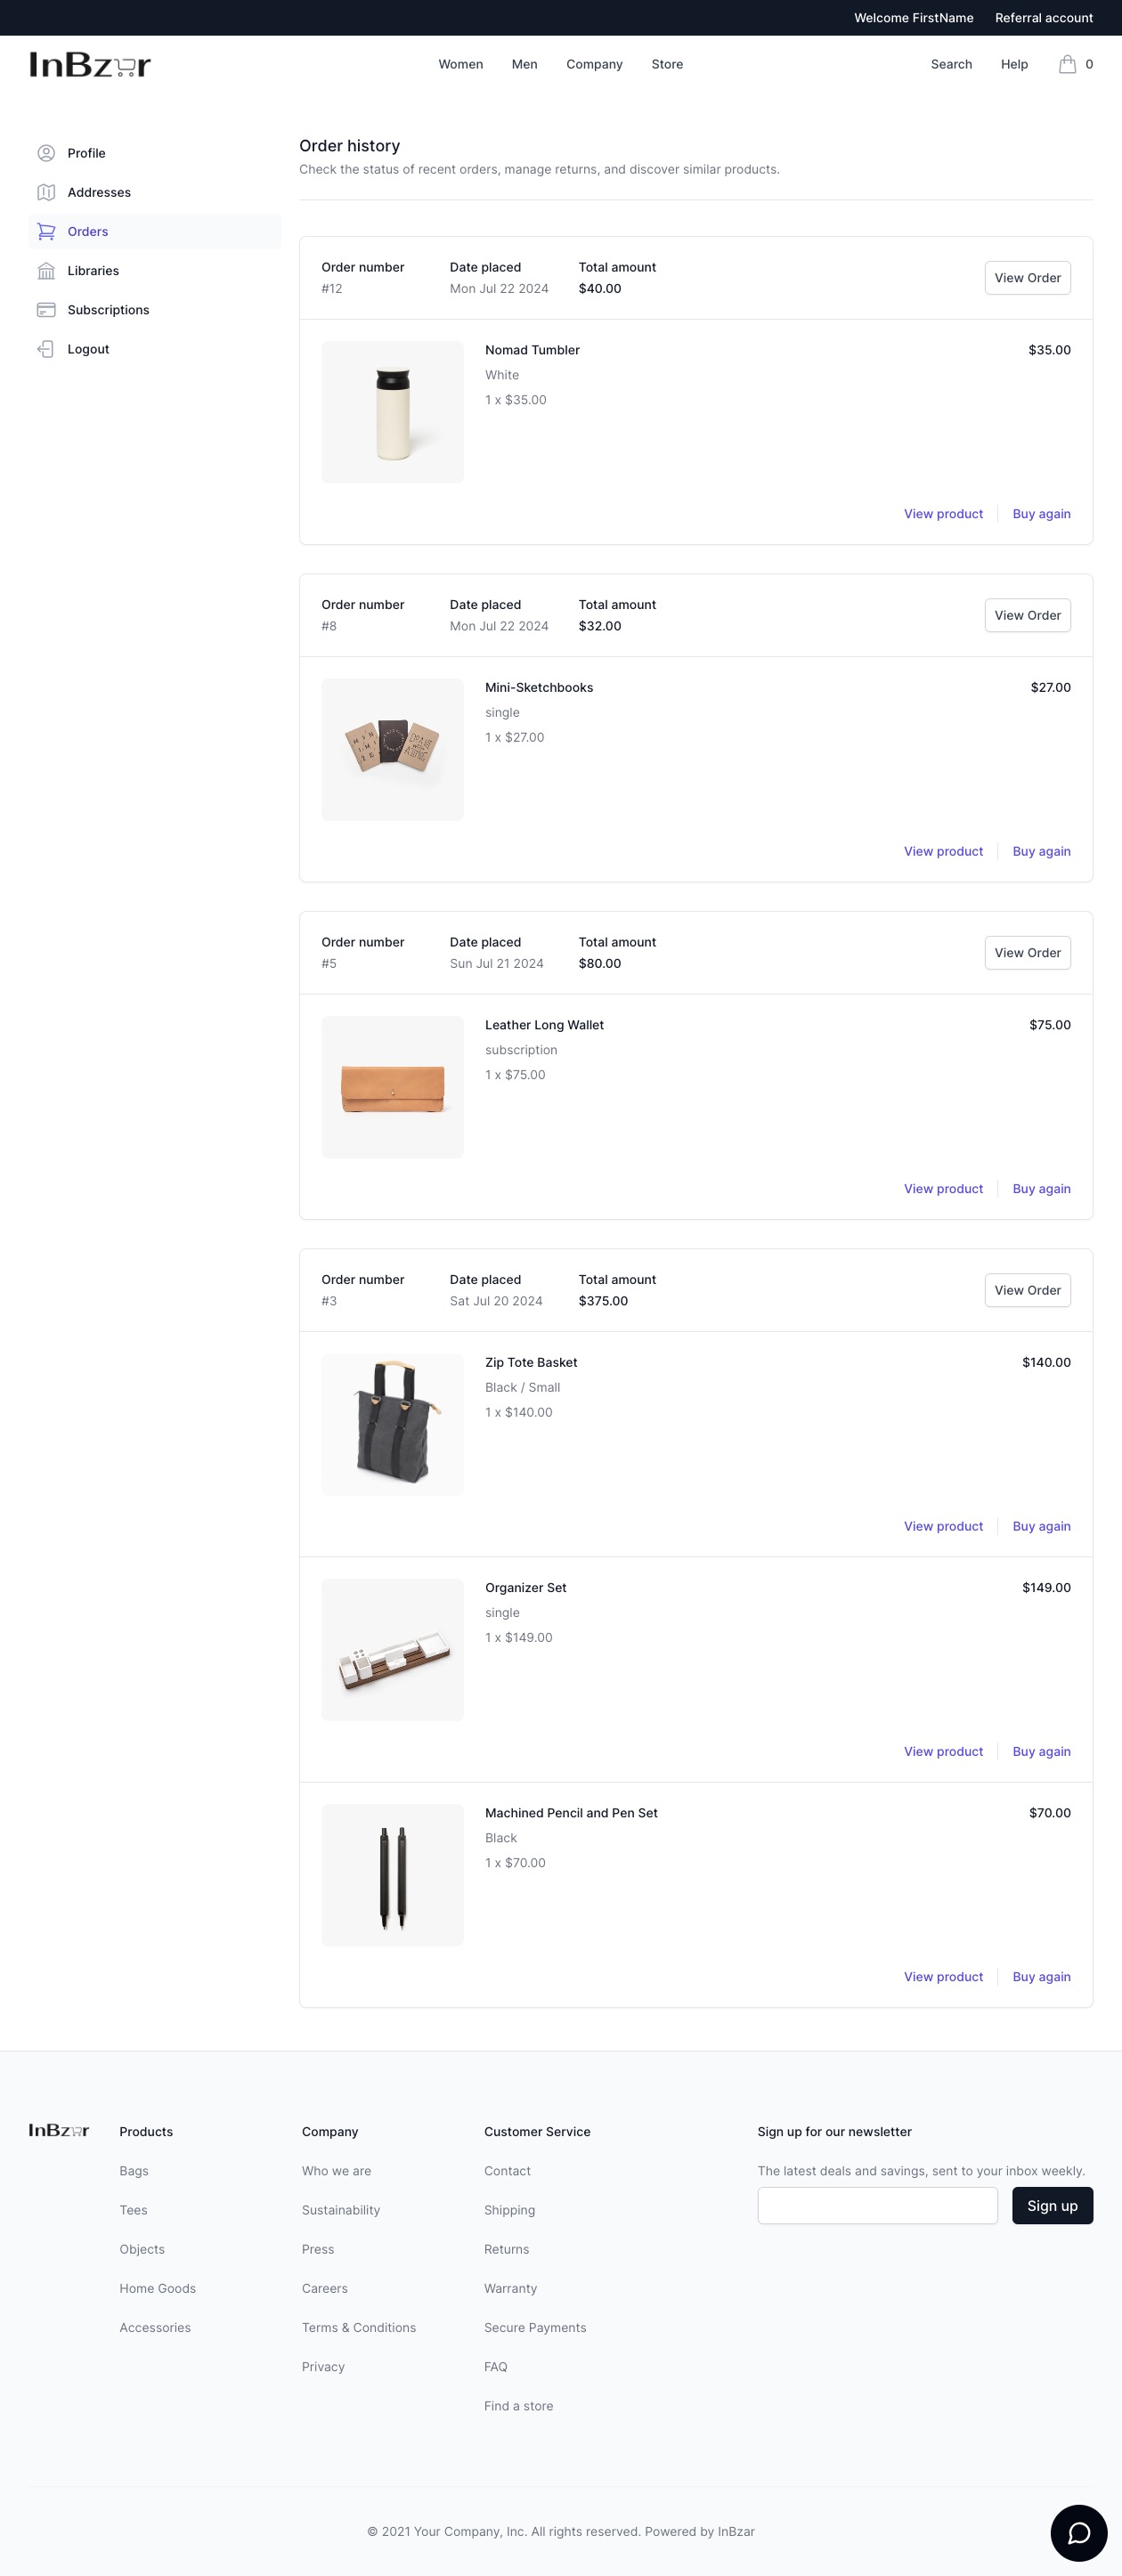 Welcome FirstName Referral account
InBzar Women Men Company Store Search Help 0
Profile
Addresses
Orders
Libraries
Subscriptions
Logout
Order history
Check the status of recent orders, manage returns, and discover similar products.
Order number Date placed Total amount
#12 Mon Jul 22 2024 $40.00
View Order
Nomad Tumbler $35.00
White
1 x $35.00
View product Buy again
Order number Date placed Total amount
#8 Mon Jul 22 2024 $32.00
View Order
Mini-Sketchbooks $27.00
single
1 x $27.00
View product Buy again
Order number Date placed Total amount
#5 Sun Jul 21 2024 $80.00
View Order
Leather Long Wallet $75.00
subscription
1 x $75.00
View product Buy again
Order number Date placed Total amount
#3 Sat Jul 20 2024 $375.00
View Order
Zip Tote Basket $140.00
Black / Small
1 x $140.00
View product Buy again
Organizer Set $149.00
single
1 x $149.00
View product Buy again
Machined Pencil and Pen Set $70.00
Black
1 x $70.00
View product Buy again
InBzar
Products
Bags
Tees
Objects
Home Goods
Accessories
Company
Who we are
Sustainability
Press
Careers
Terms & Conditions
Privacy
Customer Service
Contact
Shipping
Returns
Warranty
Secure Payments
FAQ
Find a store
Sign up for our newsletter
The latest deals and savings, sent to your inbox weekly.
Sign up
© 2021 Your Company, Inc. All rights reserved. Powered by InBzar